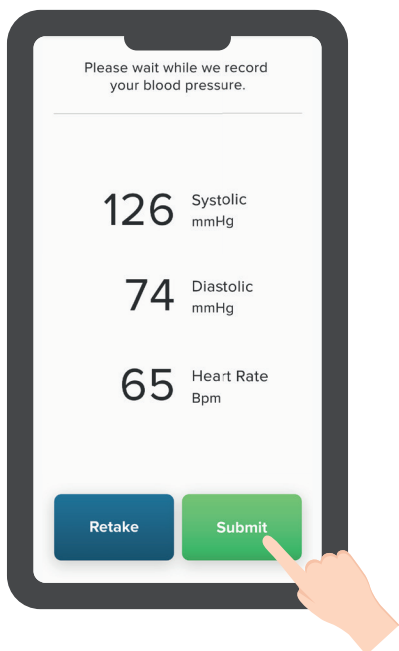 Please wait while we record
your blood pressure.
126 Systolic
mmHg
74 Diastolic
mmHg
65 Heart Rate
Bpm
Retake Submit